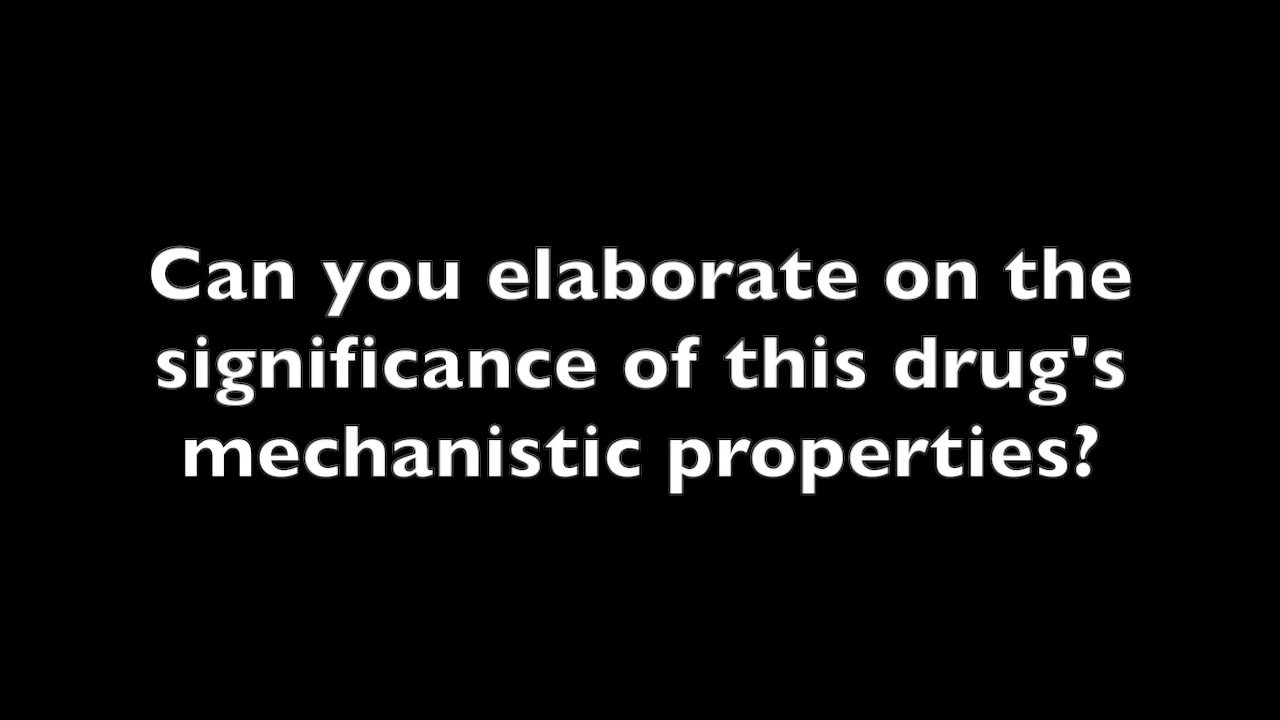 Can you elaborate on the
significance of this drug's
mechanistic properties?